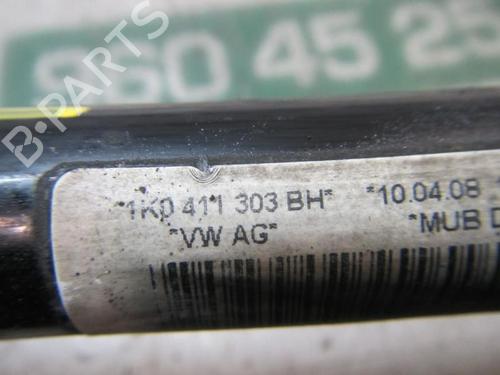 960 45 25
B-PARTS
*1K0 411 303 BH* *10.04.08
*VW AG* *MUB D